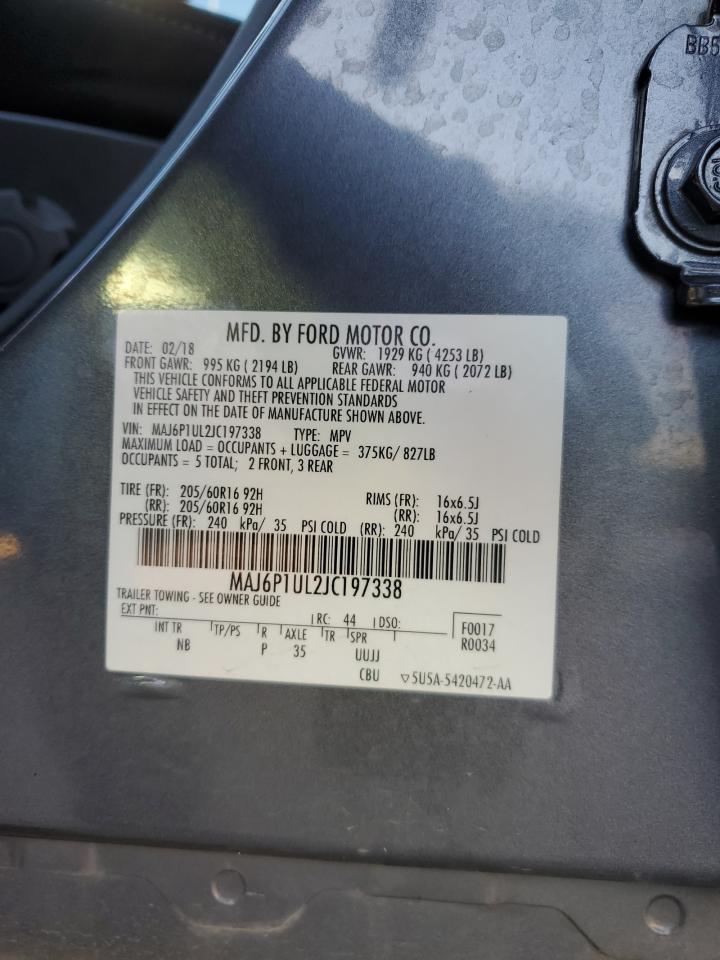 BB5
MFD. BY FORD MOTOR CO.
DATE: 02/18 GVWR: 1929 KG ( 4253 LB)
FRONT GAWR: 995 KG ( 2194 LB) REAR GAWR: 940 KG ( 2072 LB)
THIS VEHICLE CONFORMS TO ALL APPLICABLE FEDERAL MOTOR
VEHICLE SAFETY AND THEFT PREVENTION STANDARDS
IN EFFECT ON THE DATE OF MANUFACTURE SHOWN ABOVE.
VIN: MAJ6P1UL2JC197338 TYPE: MPV
MAXIMUM LOAD = OCCUPANTS + LUGGAGE = 375KG/ 827LB
OCCUPANTS = 5 TOTAL; 2 FRONT, 3 REAR
TIRE (FR): 205/60R16 92H RIMS (FR): 16x6.5J
(RR): 205/60R16 92H (RR): 16x6.5J
PRESSURE (FR): 240 kPa/ 35 PSI COLD (RR): 240 kPa/ 35 PSI COLD
MAJ6P1UL2JC197338
TRAILER TOWING - SEE OWNER GUIDE
EXT PNT: RC: 44 DSO: F0017
INT TR TP/PS R AXLE TR SPR R0034
NB P 35 UUJJ
CBU ▽5U5A-5420472-AA